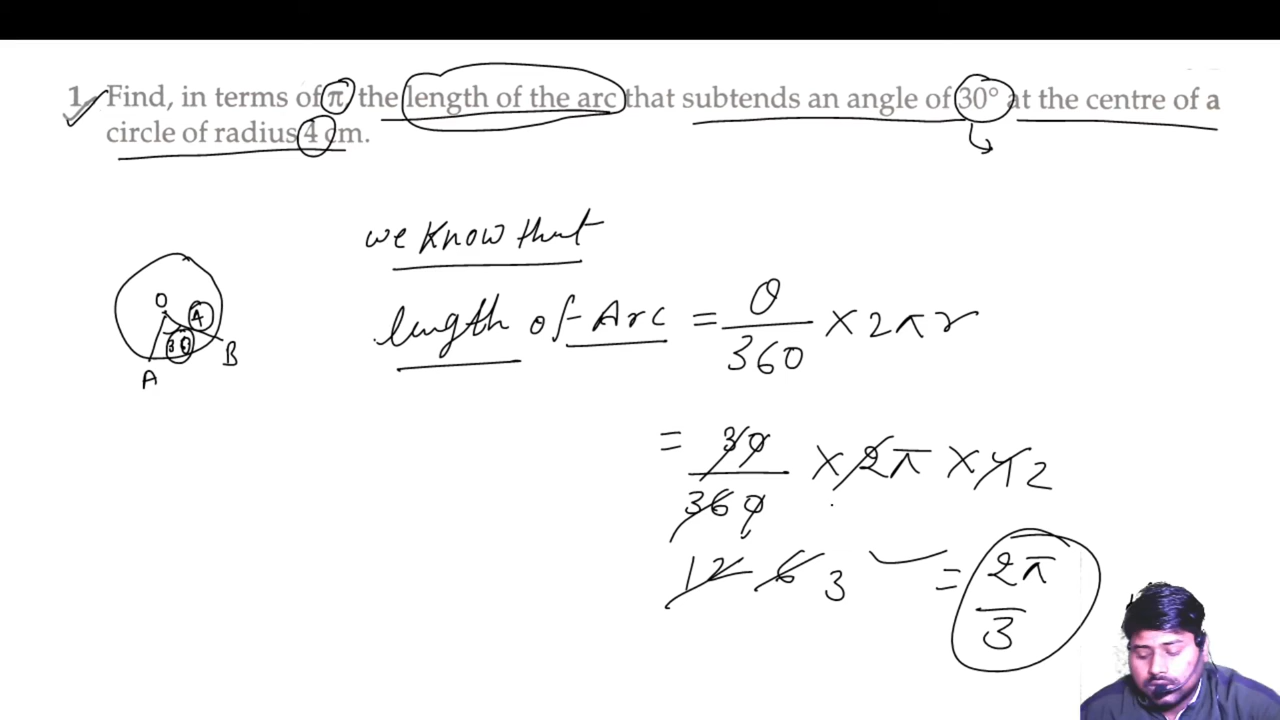 1. Find, in terms of π, the length of the arc that subtends an angle of 30° at the centre of a
circle of radius 4 cm.
we know that
length of Arc = θ/360 × 2πr
O
4
30
A
B
= 30/360 × 2π × 4 2
12 6 3
= 2π/3